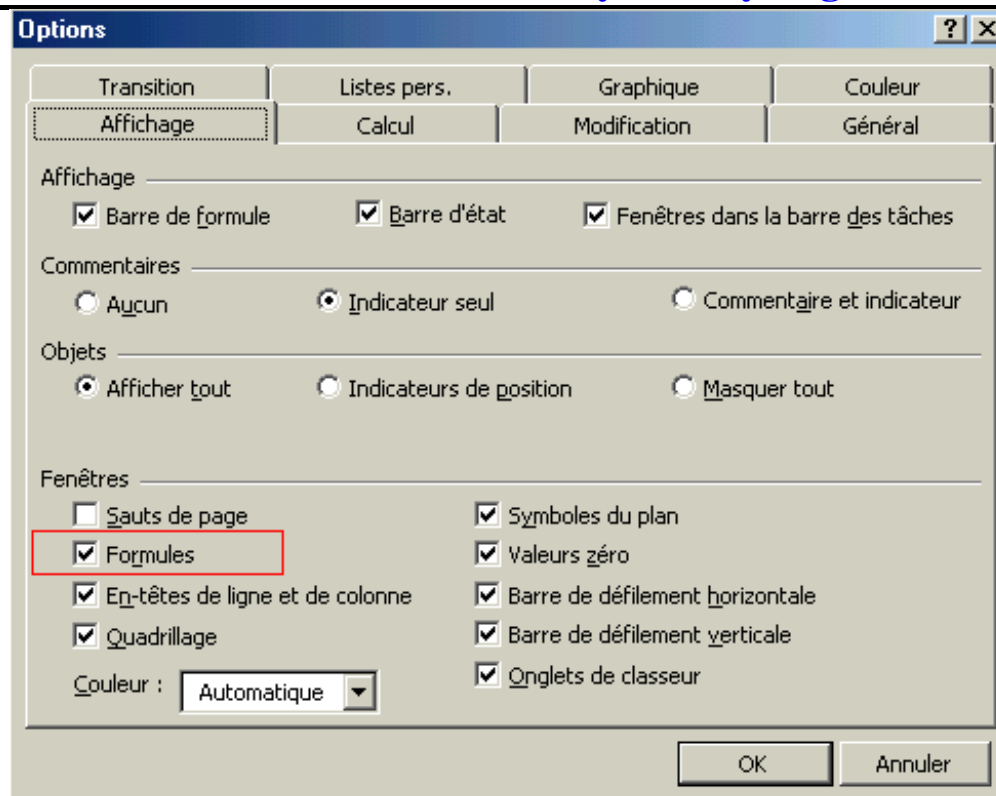 Options
Transition Listes pers. Graphique Couleur
Affichage Calcul Modification Général
Affichage
Barre de formule Barre d'état Fenêtres dans la barre des tâches
Commentaires
Aucun Indicateur seul Commentaire et indicateur
Objets
Afficher tout Indicateurs de position Masquer tout
Fenêtres
Sauts de page Symboles du plan
Formules Valeurs zéro
En-têtes de ligne et de colonne Barre de défilement horizontale
Quadrillage Barre de défilement verticale
Couleur : Automatique Onglets de classeur
OK Annuler